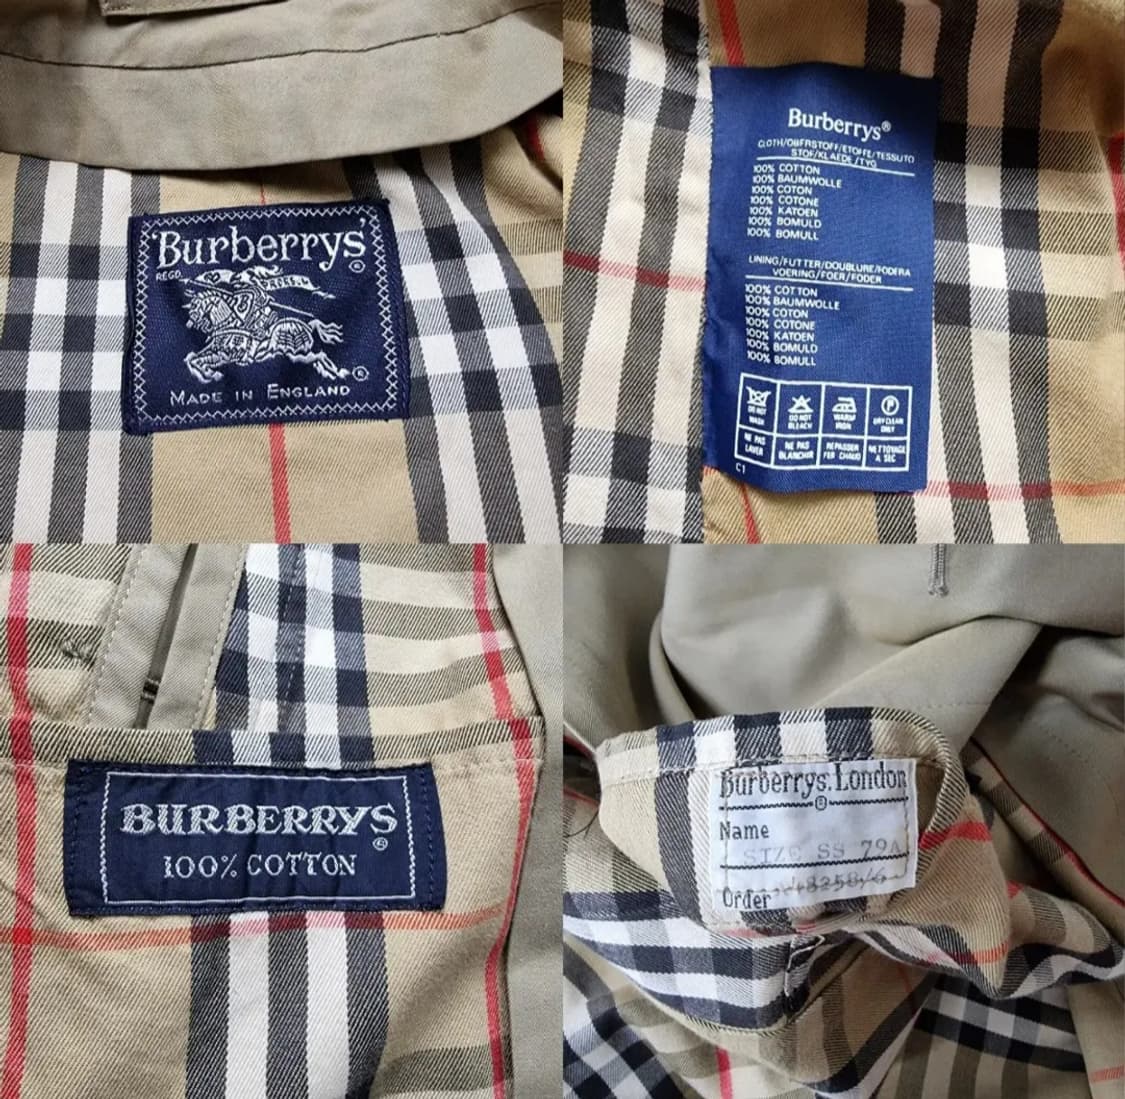 Burberrys®
REGD.
PRORSUM
®
MADE IN ENGLAND
Burberrys®
CLOTH/OBERSTOFF/ETOFFE/TESSUTO
STOF/KLAEDE/TYG
100% COTTON
100% BAUMWOLLE
100% COTON
100% COTONE
100% KATOEN
100% BOMULD
100% BOMULL
LINING/FUTTER/DOUBLURE/FODERA
VOERING/FOER/FODER
100% COTTON
100% BAUMWOLLE
100% COTON
100% COTONE
100% KATOEN
100% BOMULD
100% BOMULL
P
DO NOT WASH
DO NOT BLEACH
WARM IRON
DRY CLEAN ONLY
NE PAS LAVER
NE PAS BLANCHIR
REPASSER FER CHAUD
NETTOYAGE A SEC
C1
BURBERRYS®
100% COTTON
Burberrys. London
®
Name
SIZE SS 79A
Order